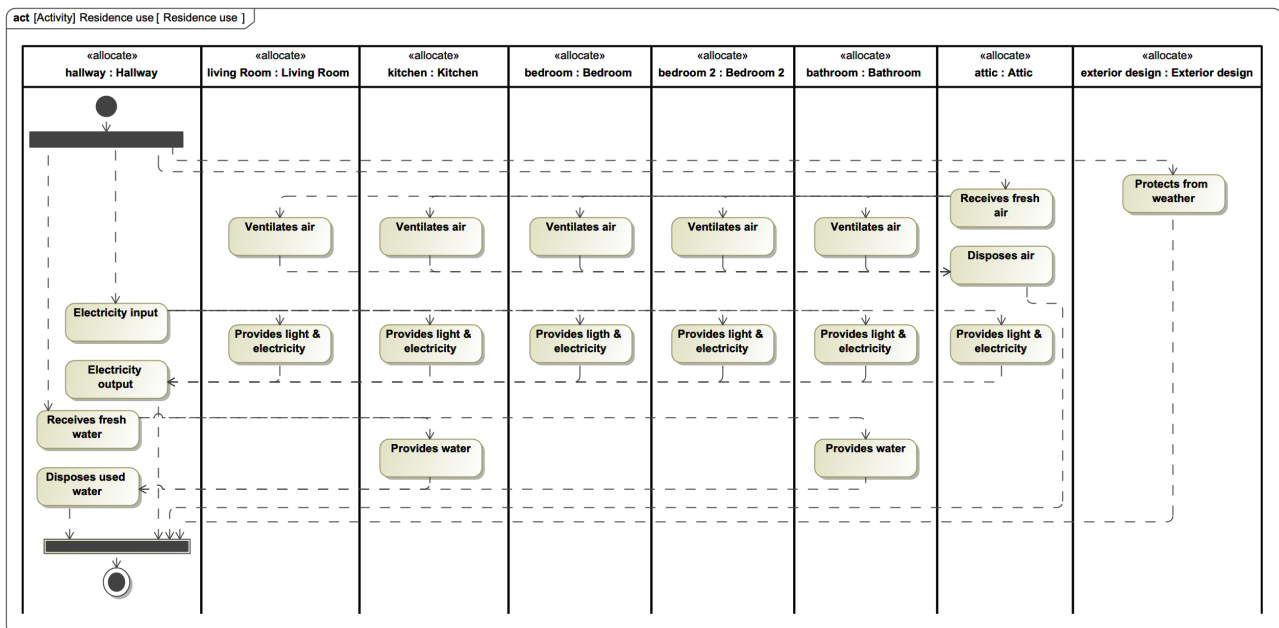 act [Activity] Residence use [ Residence use ]
«allocate»
hallway : Hallway
«allocate»
living Room : Living Room
«allocate»
kitchen : Kitchen
«allocate»
bedroom : Bedroom
«allocate»
bedroom 2 : Bedroom 2
«allocate»
bathroom : Bathroom
«allocate»
attic : Attic
«allocate»
exterior design : Exterior design
Protects from
weather
Receives fresh
air
Ventilates air
Ventilates air
Ventilates air
Ventilates air
Ventilates air
Disposes air
Electricity input
Provides light &
electricity
Provides light &
electricity
Provides ligth &
electricity
Provides light &
electricity
Provides light &
electricity
Provides light &
electricity
Electricity
output
Receives fresh
water
Provides water
Provides water
Disposes used
water